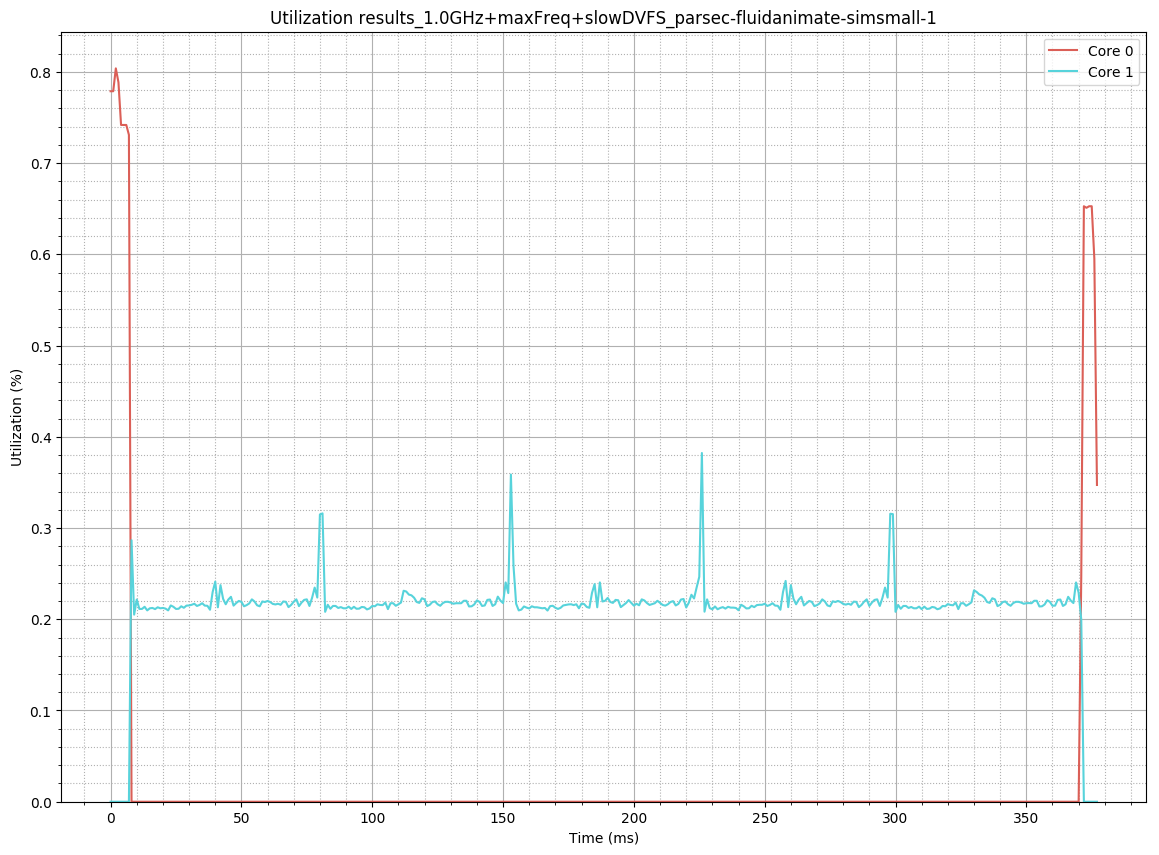 Utilization results_1.0GHz+maxFreq+slowDVFS_parsec-fluidanimate-simsmall-1
Core 0
Core 1
Utilization (%)
0.8
0.7
0.6
0.5
0.4
0.3
0.2
0.1
0.0
0 50 100 150 200 250 300 350
Time (ms)